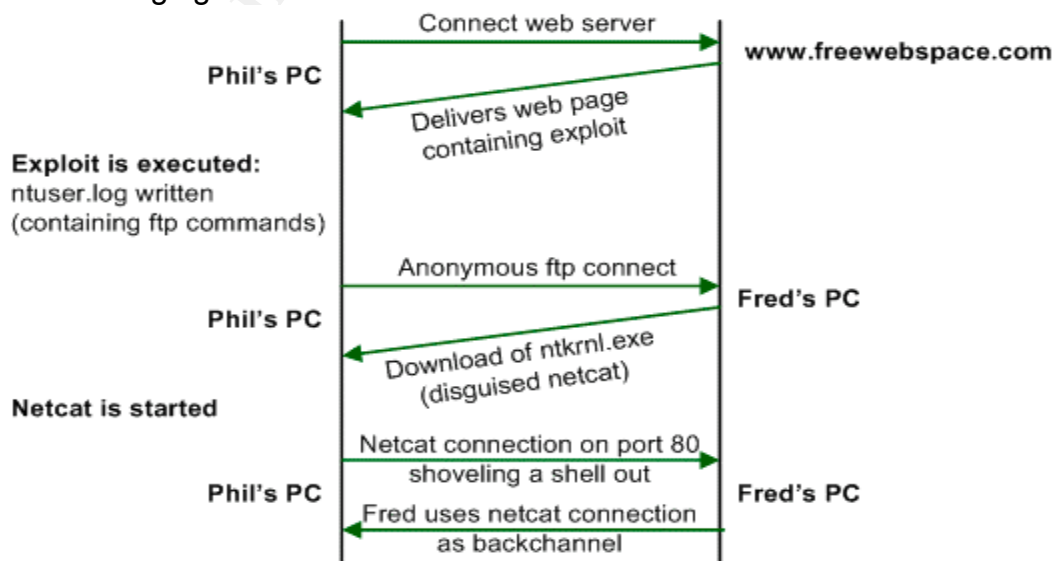 Connect web server
www.freewebspace.com
Phil's PC
Delivers web page
containing exploit
Exploit is executed:
ntuser.log written
(containing ftp commands)
Anonymous ftp connect
Fred's PC
Phil's PC
Download of ntkrnl.exe
(disguised netcat)
Netcat is started
Netcat connection on port 80
shoveling a shell out
Phil's PC
Fred's PC
Fred uses netcat connection
as backchannel